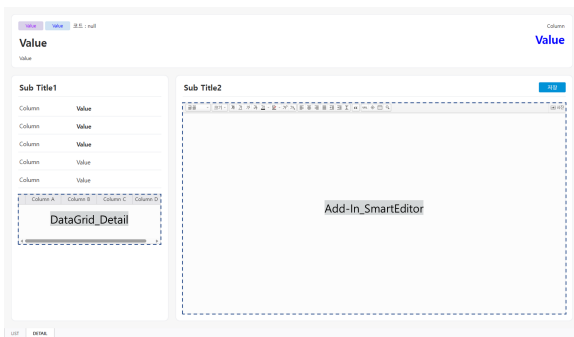 Value Value 코드 : null
Column
Value
Value
Value
Sub Title1
Column Value
Column Value
Column Value
Column Value
Column Value
Column A Column B Column C Column D
DataGrid_Detail
Sub Title2
저장
Add-In_SmartEditor
LIST DETAIL